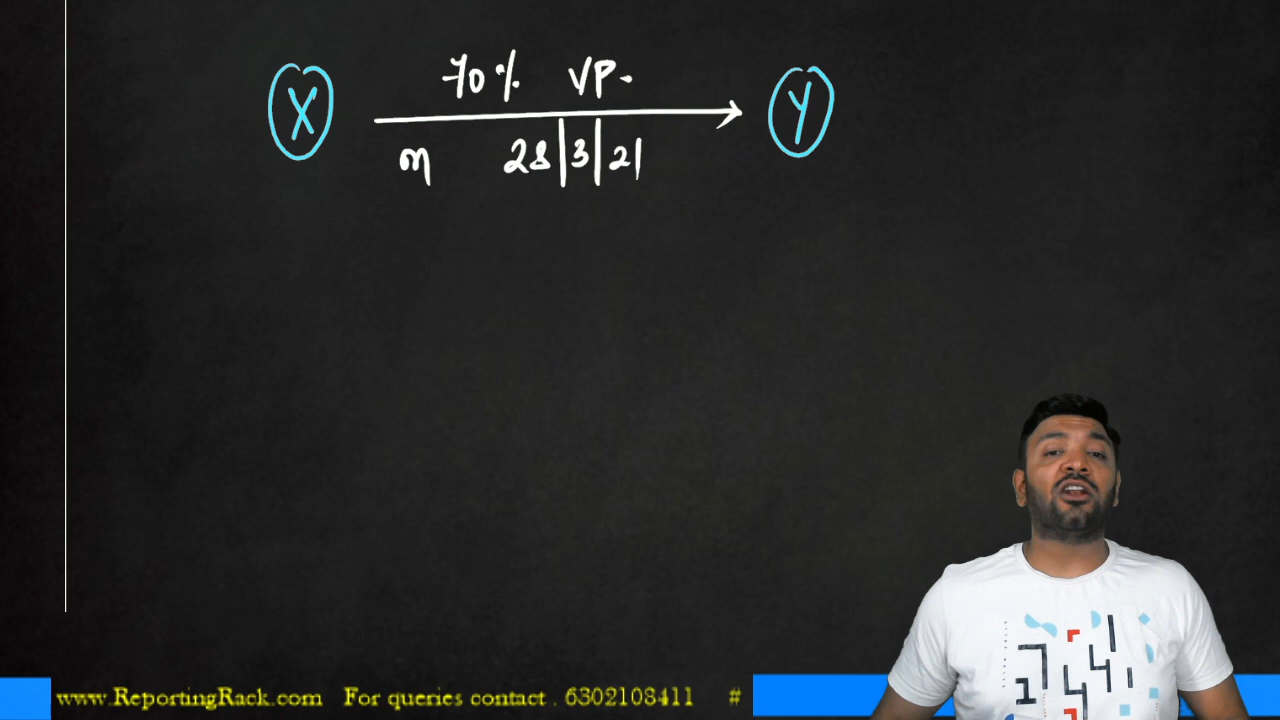 70% VP.
X Y
m 28|3|21
www.ReportingRack.com For queries contact . 6302108411 #